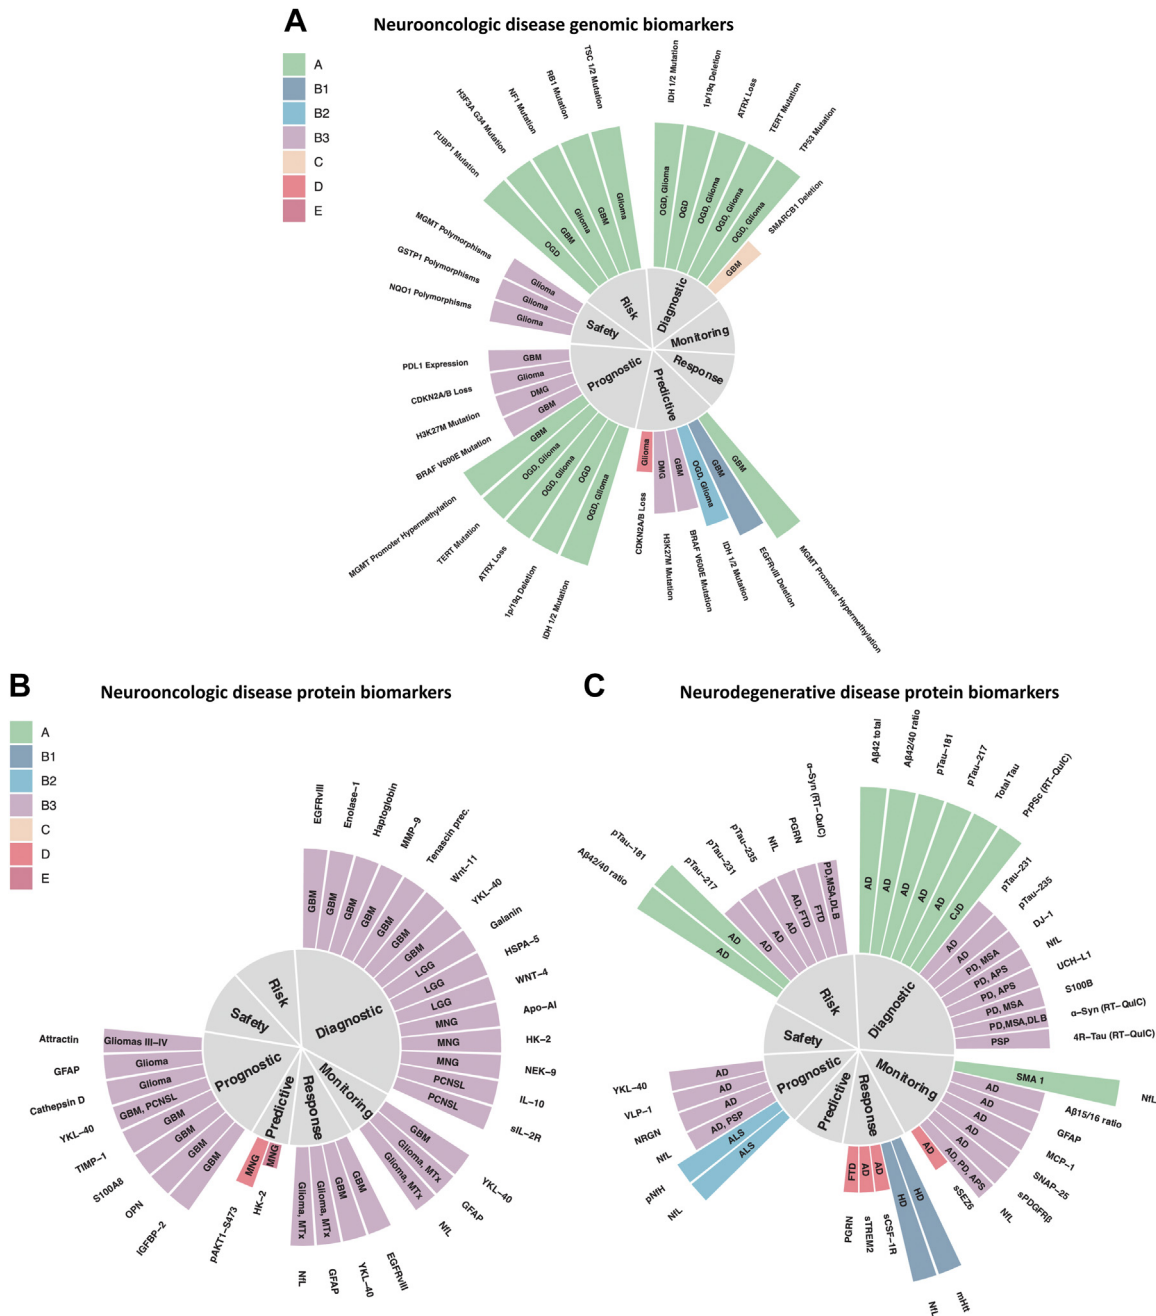 A
Neurooncologic disease genomic biomarkers
A
B1
B2
B3
C
D
E
IDH 1/2 Mutation
1p/19q Deletion
ATRX Loss
TERT Mutation
TP53 Mutation
SMARCB1 Deletion
OGD, Glioma
OGD
OGD, Glioma
OGD, Glioma
OGD, Glioma
GBM
TSC 1/2 Mutation
RB1 Mutation
NF1 Mutation
H3F3A G34 Mutation
FUBP1 Mutation
Glioma
GBM
Glioma
GBM
OGD
MGMT Polymorphisms
GSTP1 Polymorphisms
NQO1 Polymorphisms
Glioma
Glioma
Glioma
Risk
Diagnostic
Safety
Monitoring
Prognostic
Response
Predictive
PDL1 Expression
CDKN2A/B Loss
H3K27M Mutation
BRAF V600E Mutation
MGMT Promoter Hypermethylation
TERT Mutation
ATRX Loss
1p/19q Deletion
IDH 1/2 Mutation
GBM
Glioma
DMG
GBM
GBM
OGD, Glioma
OGD, Glioma
OGD
OGD, Glioma
Glioma
DMG
GBM
OGD, Glioma
GBM
GBM
CDKN2A/B Loss
H3K27M Mutation
BRAF V600E Mutation
IDH 1/2 Mutation
EGFRvIII Deletion
MGMT Promoter Hypermethylation
B
Neurooncologic disease protein biomarkers
A
B1
B2
B3
C
D
E
EGFRvIII
Enolase−1
Haptoglobin
MMP−9
Tenascin prec.
Wnt−11
YKL−40
Galanin
HSPA−5
WNT−4
Apo−AI
HK−2
NEK−9
IL−10
sIL−2R
GBM
GBM
GBM
GBM
GBM
GBM
GBM
LGG
LGG
LGG
MNG
MNG
MNG
PCNSL
PCNSL
Risk
Diagnostic
Safety
Prognostic
Predictive
Response
Monitoring
Attractin
GFAP
Cathepsin D
YKL−40
TIMP−1
S100A8
OPN
IGFBP−2
Gliomas III−IV
Glioma
Glioma
GBM, PCNSL
GBM
GBM
GBM
GBM
MNG
MNG
pAKT1−S473
HK−2
Glioma, MTx
Glioma, MTx
GBM
GBM
NfL
GFAP
YKL−40
EGFRvIII
GBM
Glioma, MTx
Glioma, MTx
YKL−40
GFAP
NfL
C
Neurodegenerative disease protein biomarkers
Aβ42 total
Aβ42/40 ratio
pTau−181
pTau−217
Total Tau
PrPSc (RT−QuIC)
pTau−231
pTau−235
DJ−1
NfL
UCH−L1
S100B
α−Syn (RT−QuIC)
4R−Tau (RT−QuIC)
AD
AD
AD
AD
AD
CJD
AD
AD
PD, MSA
PD, APS
PD, APS
PD, MSA
PD,MSA,DLB
PSP
α−Syn (RT−QuIC)
PGRN
NfL
pTau−235
pTau−231
pTau−217
pTau−181
Aβ42/40 ratio
PD,MSA,DLB
FTD
AD, FTD
AD
AD
AD
AD
AD
Risk
Diagnostic
Safety
Monitoring
Prognostic
Predictive
Response
YKL−40
VLP−1
NRGN
NfL
pNfH
NfL
AD
AD
AD
AD, PSP
ALS
ALS
FTD
AD
AD
HD
HD
PGRN
sTREM2
sCSF−1R
NfL
mHtt
SMA 1
AD
AD
AD
AD
AD
AD, PD, APS
AD
NfL
Aβ15/16 ratio
GFAP
MCP−1
SNAP−25
sPDGFRβ
NfL
sSEZ6